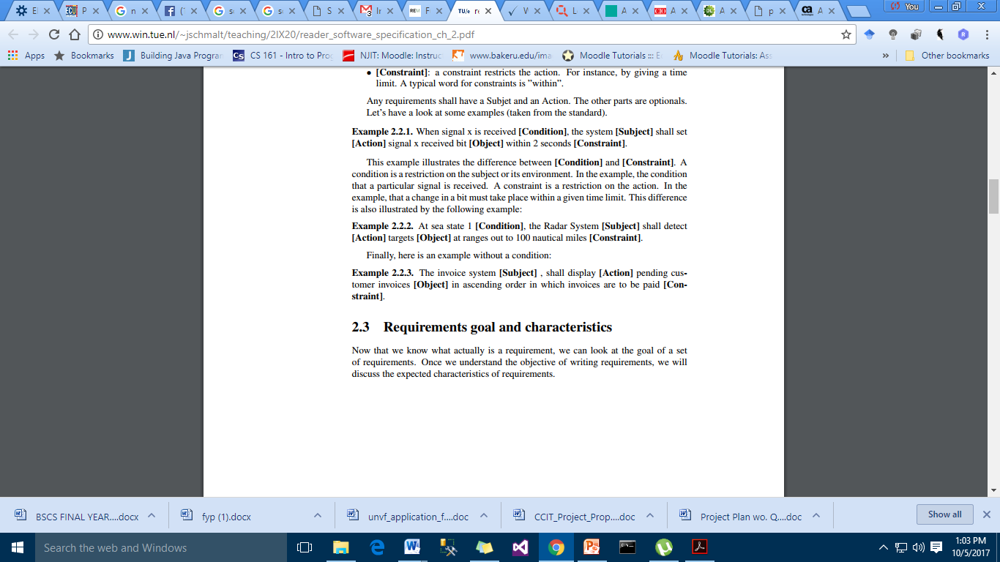 El
ECU P
n
(
s
s
S
Ir
REM F
TU/e re
V
L
A
A
A
p
ca A
You
www.win.tue.nl/~jschmalt/teaching/2IX20/reader_software_specification_ch_2.pdf
Apps Bookmarks Building Java Progran CS 161 - Intro to Prog NJIT: Moodle: Instruc www.bakeru.edu/ima Moodle Tutorials ::: E Moodle Tutorials: Ass » Other bookmarks
• [Constraint]: a constraint restricts the action. For instance, by giving a time
limit. A typical word for constraints is ”within”.
Any requirements shall have a Subjet and an Action. The other parts are optionals.
Let’s have a look at some examples (taken from the standard).
Example 2.2.1. When signal x is received [Condition], the system [Subject] shall set
[Action] signal x received bit [Object] within 2 seconds [Constraint].
This example illustrates the difference between [Condition] and [Constraint]. A
condition is a restriction on the subject or its environment. In the example, the condition
that a particular signal is received. A constraint is a restriction on the action. In the
example, that a change in a bit must take place within a given time limit. This difference
is also illustrated by the following example:
Example 2.2.2. At sea state 1 [Condition], the Radar System [Subject] shall detect
[Action] targets [Object] at ranges out to 100 nautical miles [Constraint].
Finally, here is an example without a condition:
Example 2.2.3. The invoice system [Subject] , shall display [Action] pending cus-
tomer invoices [Object] in ascending order in which invoices are to be paid [Con-
straint].
2.3 Requirements goal and characteristics
Now that we know what actually is a requirement, we can look at the goal of a set
of requirements. Once we understand the objective of writing requirements, we will
discuss the expected characteristics of requirements.
BSCS FINAL YEAR....docx fyp (1).docx unvf_application_f....doc CCIT_Project_Prop....doc Project Plan wo. Q....doc Show all
Search the web and Windows
1:03 PM
10/5/2017